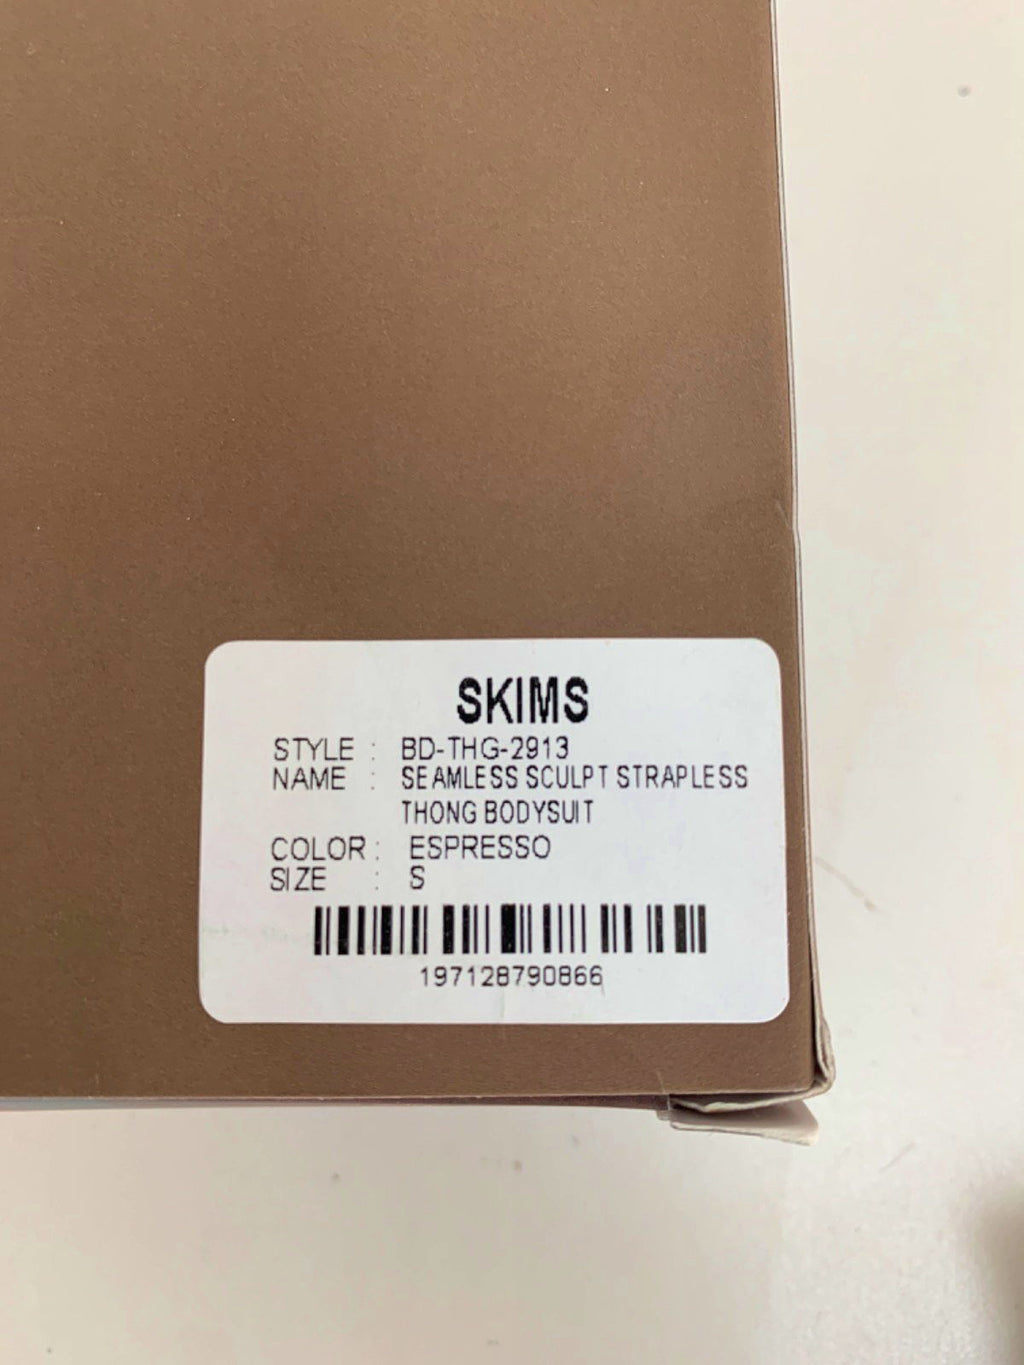 SKIMS
STYLE : BD-THG-2913
NAME : SEAMLESS SCULPT STRAPLESS
THONG BODYSUIT
COLOR : ESPRESSO
SIZE : S
197128790866